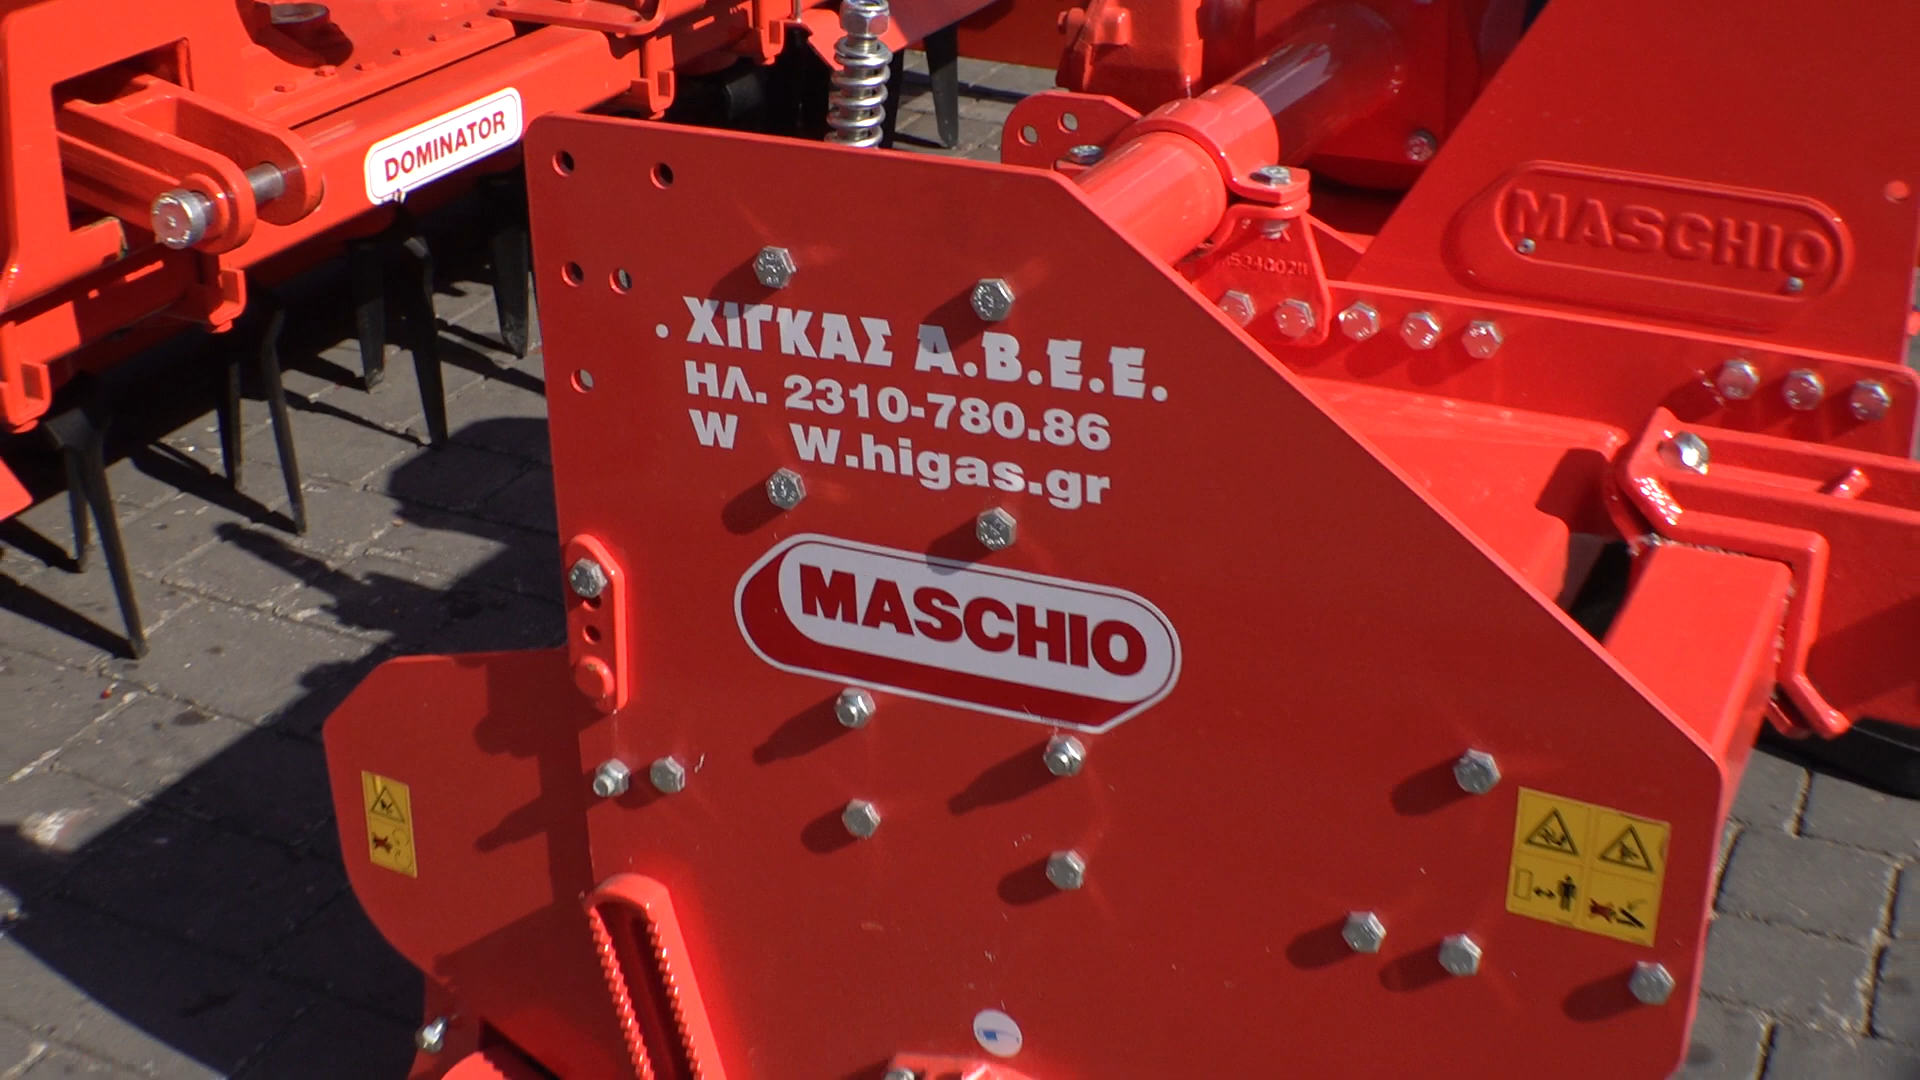 DOMINATOR
MASCHIO
. ΧΙΓΚΑΣ Α.Β.Ε.Ε.
ΗΛ. 2310-780.86
W W.higas.gr
MASCHIO